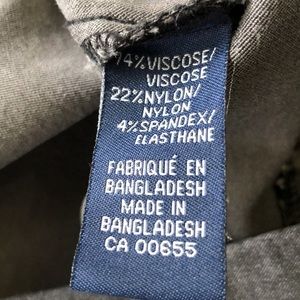 74%VISCOSE/
VISCOSE
22%NYLON/
NYLON
4%SPANDEX/
ELASTHANE
FABRIQUÉ EN
BANGLADESH
MADE IN
BANGLADESH
CA 00655